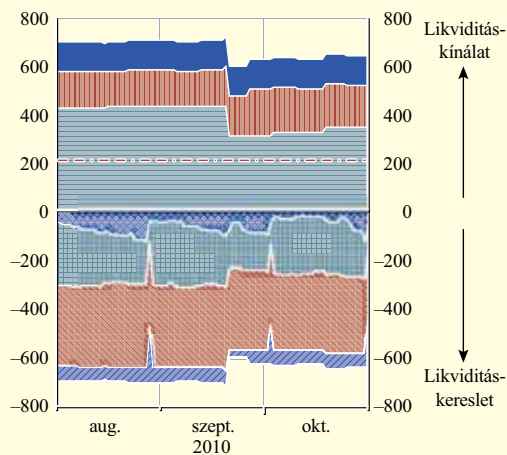 800
600
400
200
0
–200
–400
–600
–800
800
600
400
200
0
–200
–400
–600
–800
aug.
szept.
okt.
2010
Likviditás-
kínálat
Likviditás-
kereslet